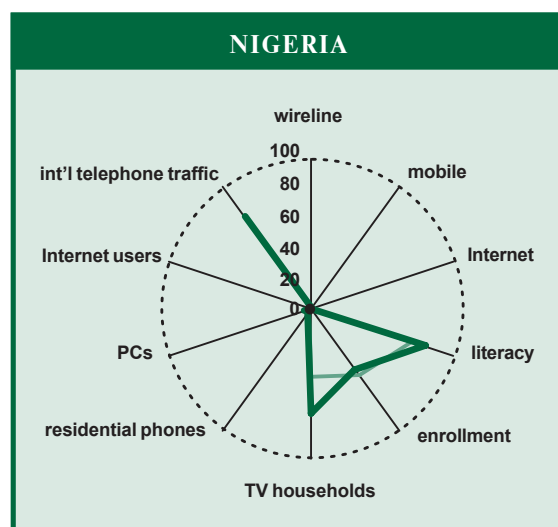 NIGERIA
wireline
100
mobile
80
int'l telephone traffic
60
Internet users
Internet
40
20
0
PCs
literacy
residential phones
enrollment
TV households